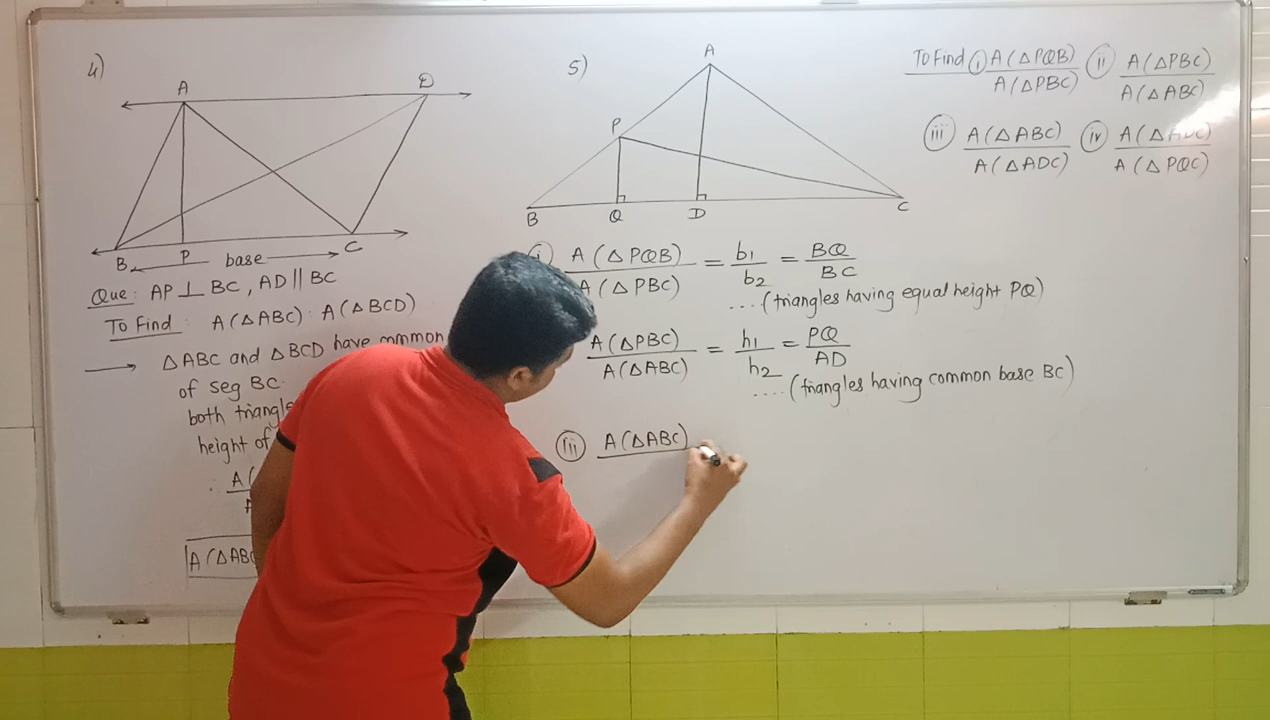 4)
A D
B P base C
Que: AP ⊥ BC, AD || BC
To Find: A(△ABC) : A(△BCD)
→ △ABC and △BCD have common
of seg BC
both triangle
height of
A(
A(△ABC
5)
A
P
B Q D C
To Find (i) A(△PQB) / A(△PBC) (ii) A(△PBC) / A(△ABC)
(iii) A(△ABC) / A(△ADC) (iv) A(△ADC) / A(△PQC)
(i) A(△PQB) / A(△PBC) = b1 / b2 = BQ / BC
.... (triangles having equal height PQ)
A(△PBC) / A(△ABC) = h1 / h2 = PQ / AD
.... (triangles having common base BC)
(iii) A(△ABC)